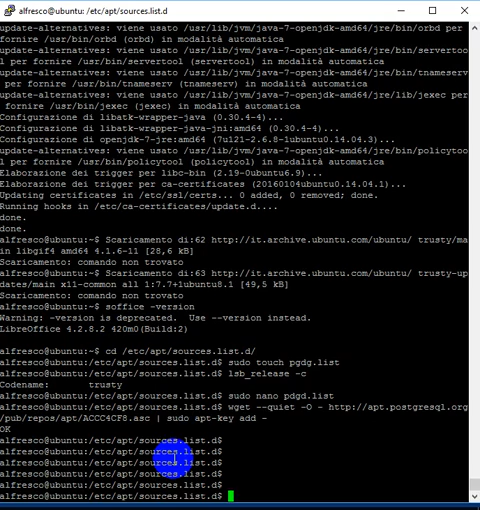 alfresco@ubuntu: /etc/apt/sources.list.d
update-alternatives: viene usato /usr/lib/jvm/java-7-openjdk-amd64/jre/bin/orbd per
fornire /usr/bin/orbd (orbd) in modalità automatica
update-alternatives: viene usato /usr/lib/jvm/java-7-openjdk-amd64/jre/bin/servertoo
l per fornire /usr/bin/servertool (servertool) in modalità automatica
update-alternatives: viene usato /usr/lib/jvm/java-7-openjdk-amd64/jre/bin/tnameserv
per fornire /usr/bin/tnameserv (tnameserv) in modalità automatica
update-alternatives: viene usato /usr/lib/jvm/java-7-openjdk-amd64/jre/lib/jexec per
fornire /usr/bin/jexec (jexec) in modalità automatica
Configurazione di libatk-wrapper-java (0.30.4-4)...
Configurazione di libatk-wrapper-java-jni:amd64 (0.30.4-4)...
Configurazione di openjdk-7-jre:amd64 (7u121-2.6.8-1ubuntu0.14.04.3)...
update-alternatives: viene usato /usr/lib/jvm/java-7-openjdk-amd64/jre/bin/policytoo
l per fornire /usr/bin/policytool (policytool) in modalità automatica
Elaborazione dei trigger per libc-bin (2.19-0ubuntu6.9)...
Elaborazione dei trigger per ca-certificates (20160104ubuntu0.14.04.1)...
Updating certificates in /etc/ssl/certs... 0 added, 0 removed; done.
Running hooks in /etc/ca-certificates/update.d....
done.
done.
alfresco@ubuntu:~$ Scaricamento di:62 http://it.archive.ubuntu.com/ubuntu/ trusty/ma
in libgif4 amd64 4.1.6-11 [28,6 kB]
Scaricamento: comando non trovato
alfresco@ubuntu:~$ Scaricamento di:63 http://it.archive.ubuntu.com/ubuntu/ trusty-up
dates/main x11-common all 1:7.7+1ubuntu8.1 [49,5 kB]
Scaricamento: comando non trovato
alfresco@ubuntu:~$ soffice -version
Warning: -version is deprecated.  Use --version instead.
LibreOffice 4.2.8.2 420m0(Build:2)
alfresco@ubuntu:~$ cd /etc/apt/sources.list.d/
alfresco@ubuntu:/etc/apt/sources.list.d$ sudo touch pgdg.list
alfresco@ubuntu:/etc/apt/sources.list.d$ lsb_release -c
Codename:       trusty
alfresco@ubuntu:/etc/apt/sources.list.d$ sudo nano pdgd.list
alfresco@ubuntu:/etc/apt/sources.list.d$ wget --quiet -O - http://apt.postgresql.org
/pub/repos/apt/ACCC4CF8.asc | sudo apt-key add -
OK
alfresco@ubuntu:/etc/apt/sources.list.d$
alfresco@ubuntu:/etc/apt/sources.list.d$
alfresco@ubuntu:/etc/apt/sources.list.d$
alfresco@ubuntu:/etc/apt/sources.list.d$
alfresco@ubuntu:/etc/apt/sources.list.d$
alfresco@ubuntu:/etc/apt/sources.list.d$